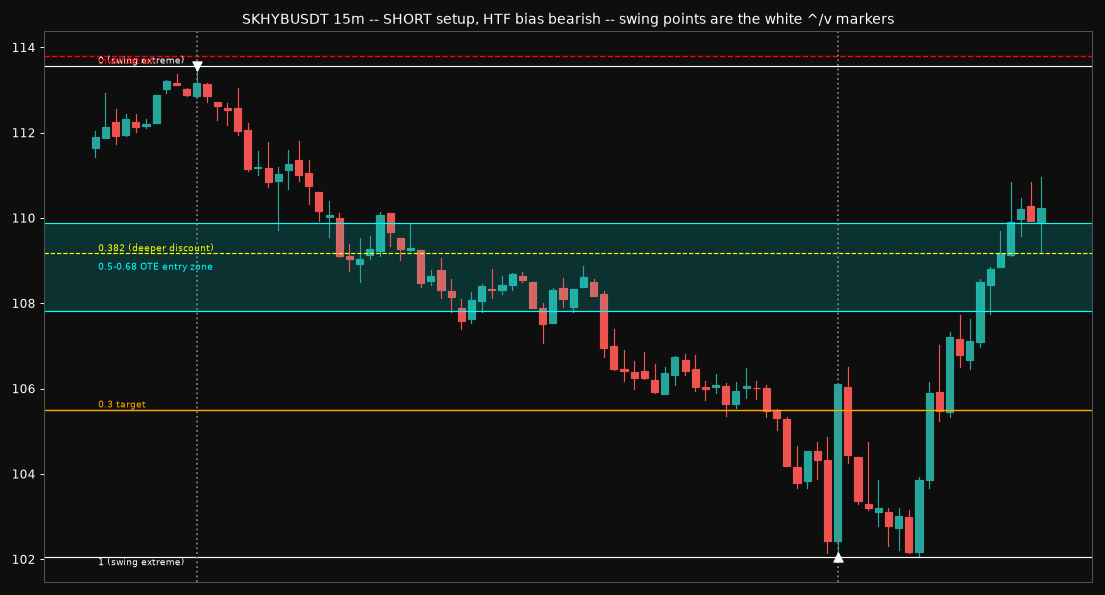 SKHYBUSDT 15m -- SHORT setup, HTF bias bearish -- swing points are the white ^/v markers
114
0 (swing extreme)
112
110
0.382 (deeper discount)
0.5-0.68 OTE entry zone
108
106
0.3 target
104
102
1 (swing extreme)